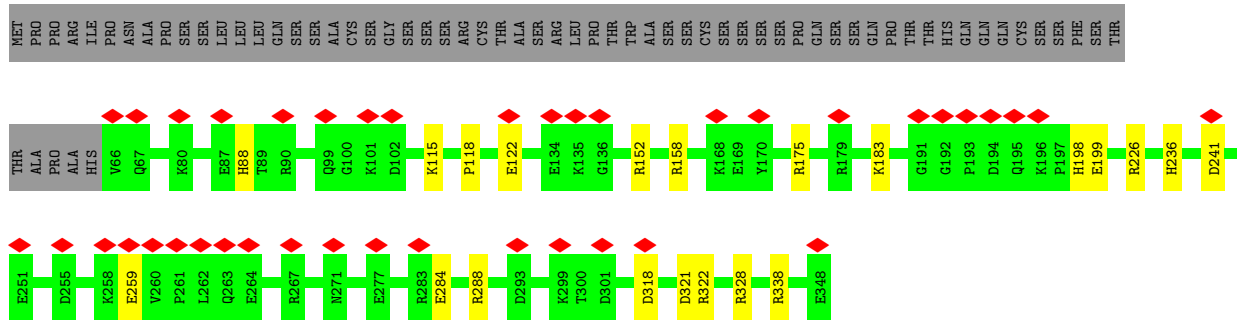 MET PRO PRO ARG ILE PRO ASN ALA PRO SER SER LEU LEU LEU GLN SER SER ALA CYS SER GLY SER SER SER ARG CYS THR ALA SER ARG LEU PRO THR TRP ALA SER SER CYS SER SER SER SER PRO GLN SER SER GLN PRO THR THR HIS GLN GLN GLN CYS SER SER PHE SER THR
THR ALA PRO ALA HIS V66 Q67 K80 E87 H88 T89 R90 Q99 G100 K101 D102 K115 P118 E122 E134 K135 G136 R152 R158 K168 E169 Y170 R175 R179 K183 G191 G192 P193 D194 Q195 K196 P197 H198 E199 R226 H236 D241
E251 D255 K258 E259 V260 P261 L262 Q263 E264 R267 N271 E277 R283 E284 R288 D293 K299 T300 D301 D318 D321 R322 R328 R338 E348